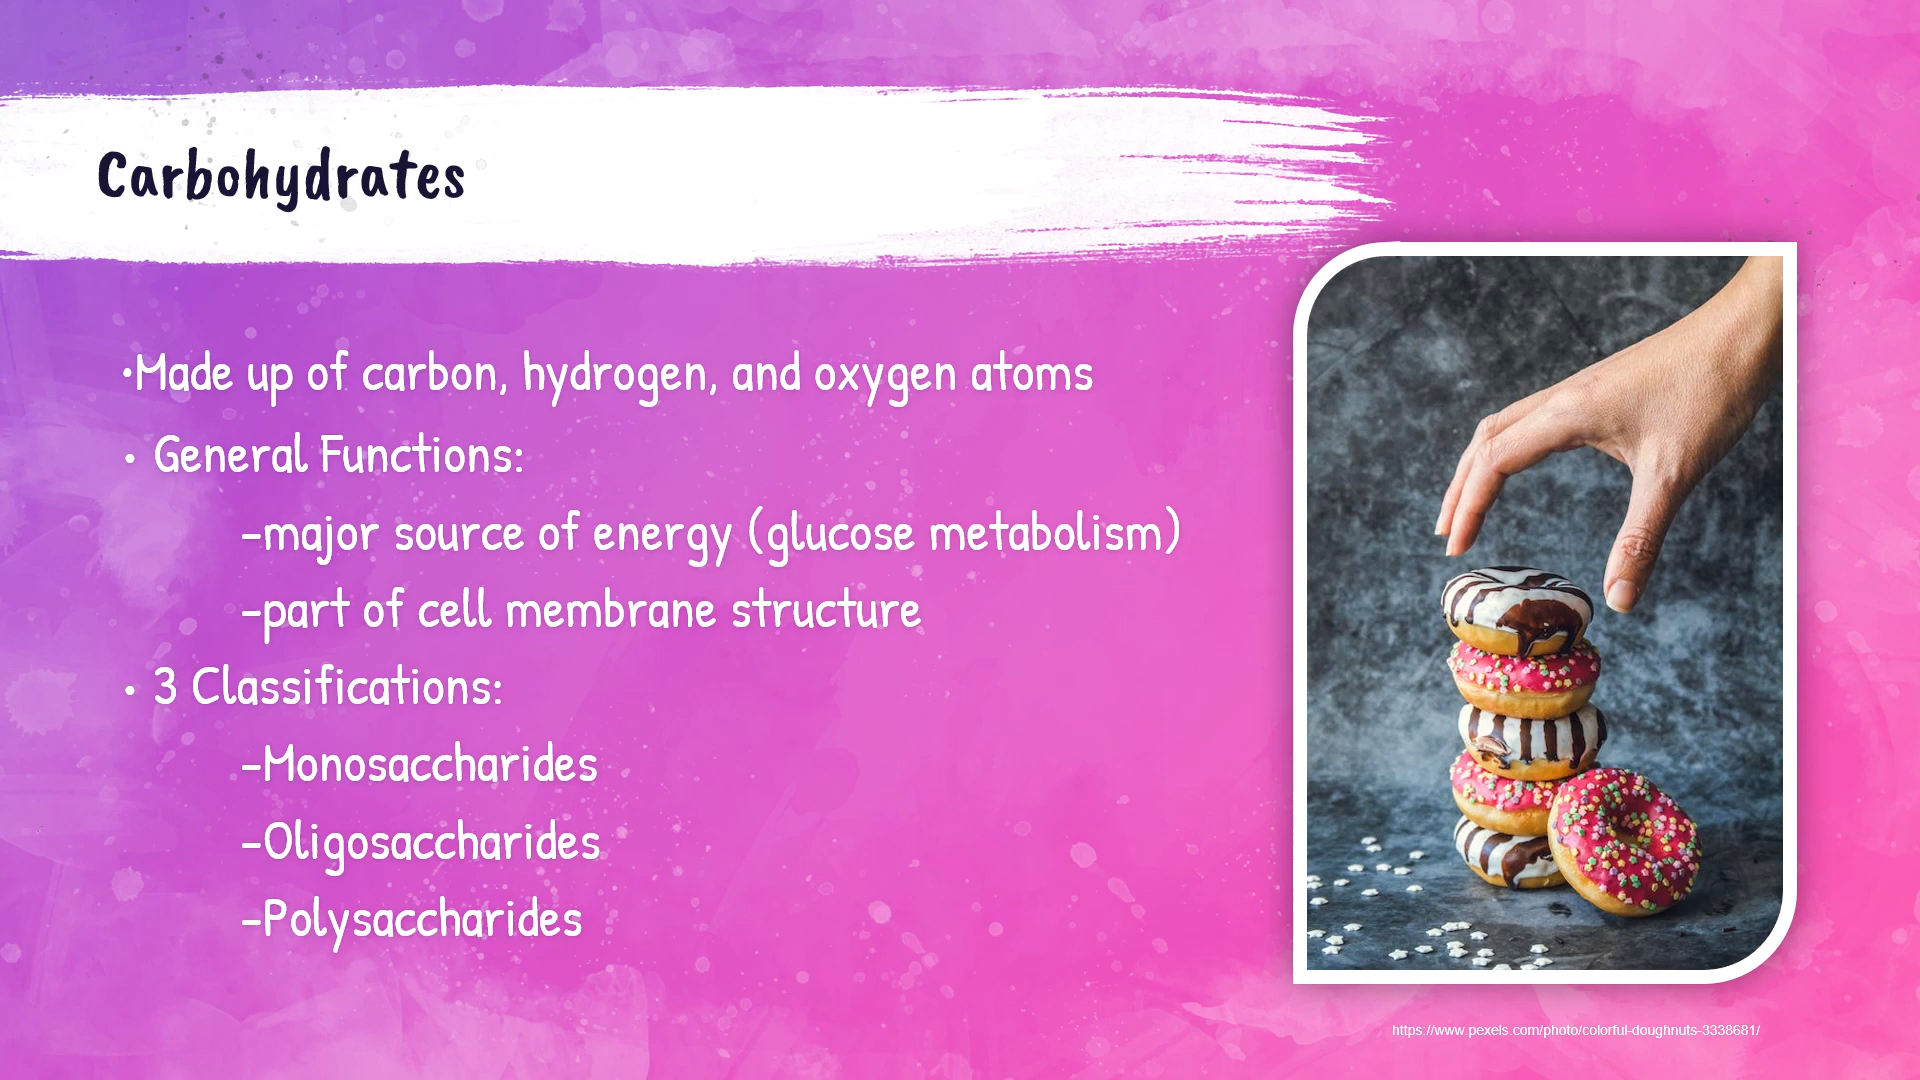 Carbohydrates
•Made up of carbon, hydrogen, and oxygen atoms
• General Functions:
-major source of energy (glucose metabolism)
-part of cell membrane structure
• 3 Classifications:
-Monosaccharides
-Oligosaccharides
-Polysaccharides
https://www.pexels.com/photo/colorful-doughnuts-3338681/